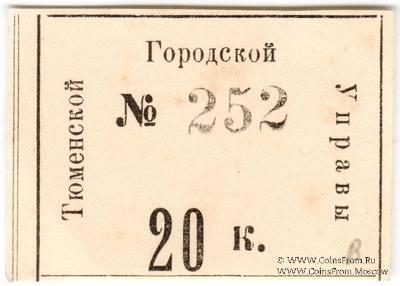 Тюменской
Городской
Управы
№ 252
20 к.
в
© www.CoinsFrom.Ru
www.CoinsFrom.Moscow